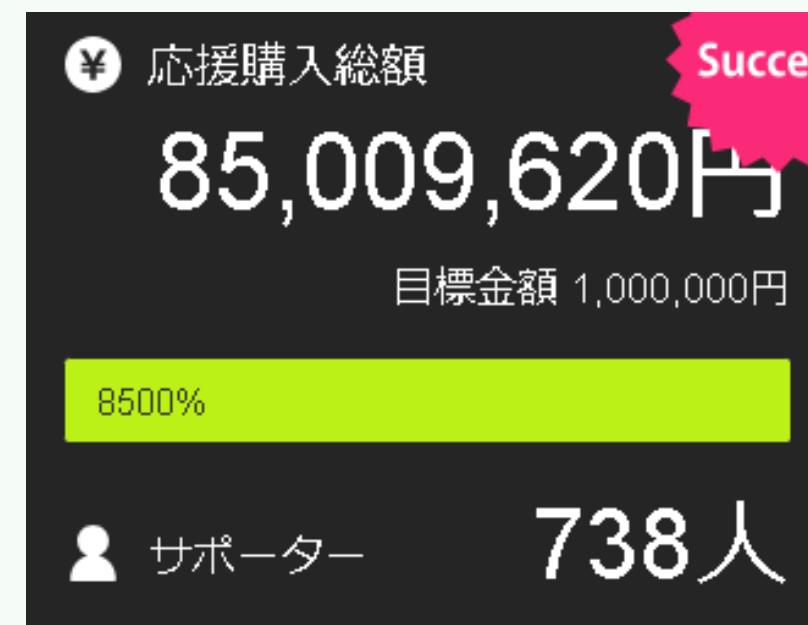 ¥ 応援購入総額
Succe
85,009,620円
目標金額 1,000,000円
8500%
サポーター 738人